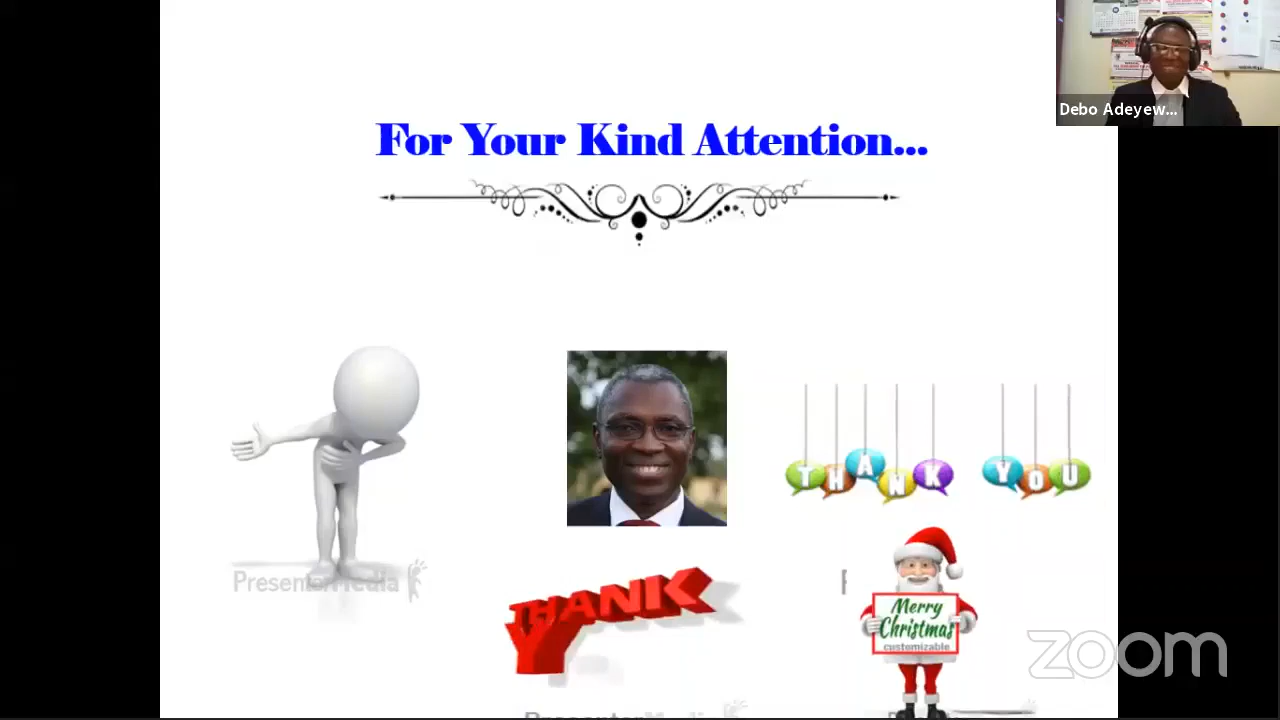 Debo Adeyew...
For Your Kind Attention...
THANK YOU
PresenterMedia
THANK
Y
Merry
Christmas
customizable
zoom